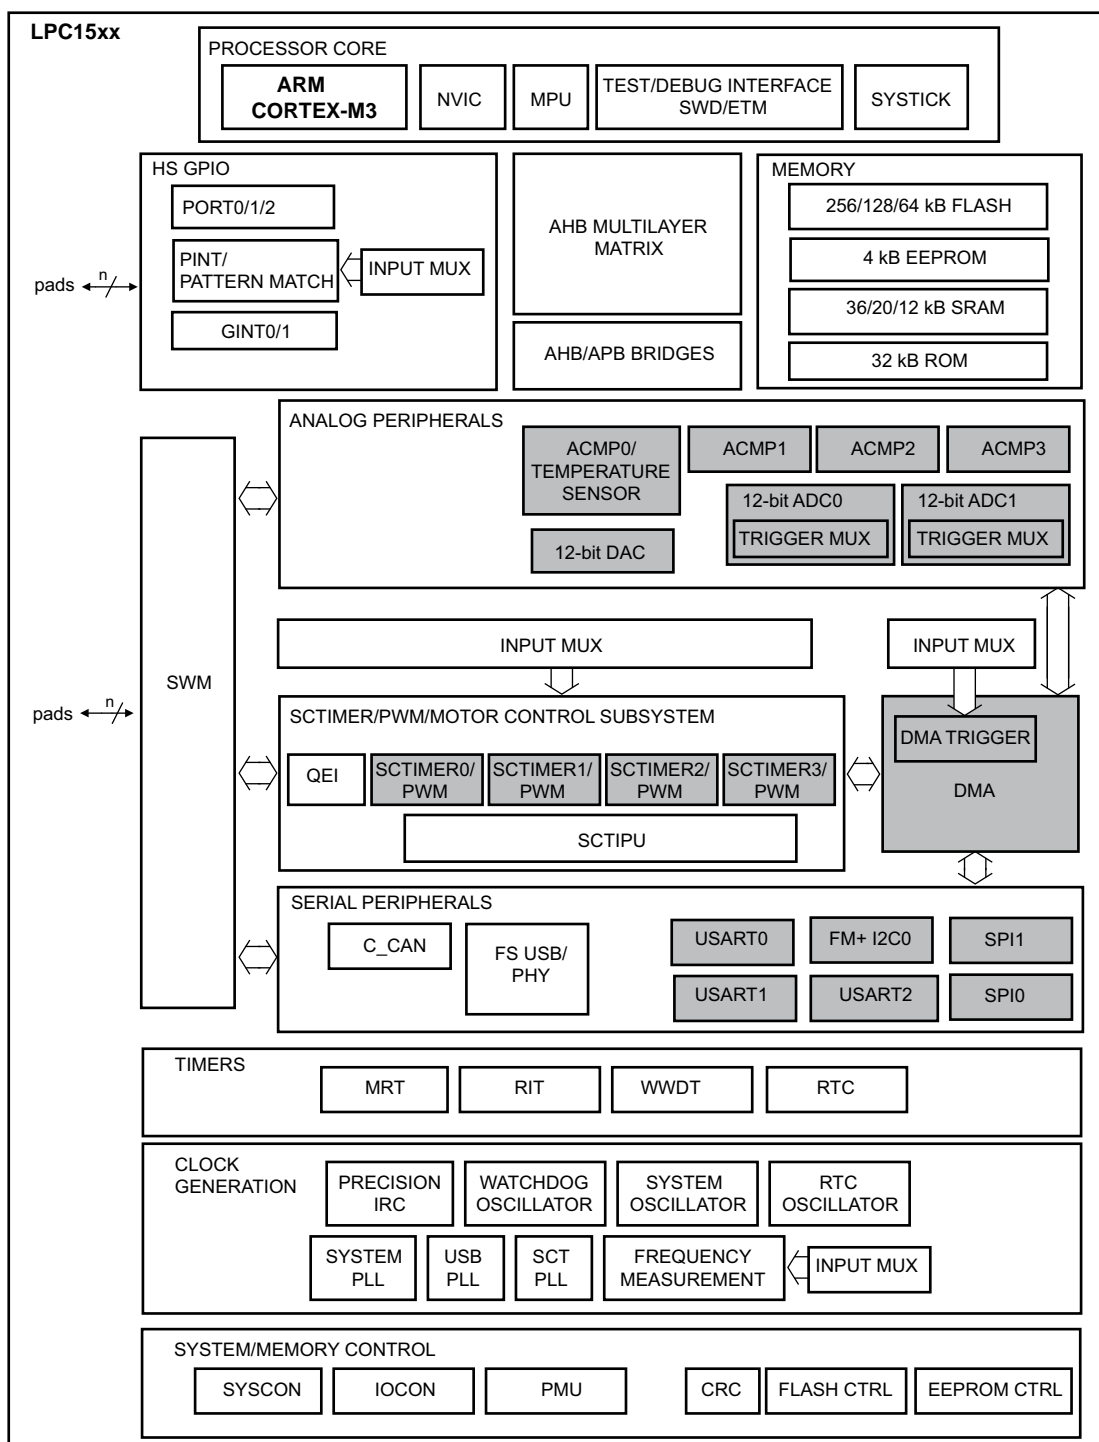 LPC15xx
PROCESSOR CORE
ARM
CORTEX-M3
NVIC
MPU
TEST/DEBUG INTERFACE
SWD/ETM
SYSTICK
HS GPIO
PORT0/1/2
PINT/
PATTERN MATCH
INPUT MUX
GINT0/1
pads
n
AHB MULTILAYER
MATRIX
AHB/APB BRIDGES
MEMORY
256/128/64 kB FLASH
4 kB EEPROM
36/20/12 kB SRAM
32 kB ROM
ANALOG PERIPHERALS
ACMP0/
TEMPERATURE
SENSOR
ACMP1
ACMP2
ACMP3
12-bit DAC
12-bit ADC0
TRIGGER MUX
12-bit ADC1
TRIGGER MUX
SWM
pads
n
INPUT MUX
INPUT MUX
SCTIMER/PWM/MOTOR CONTROL SUBSYSTEM
QEI
SCTIMER0/
PWM
SCTIMER1/
PWM
SCTIMER2/
PWM
SCTIMER3/
PWM
SCTIPU
DMA TRIGGER
DMA
SERIAL PERIPHERALS
C_CAN
FS USB/
PHY
USART0
FM+ I2C0
SPI1
USART1
USART2
SPI0
TIMERS
MRT
RIT
WWDT
RTC
CLOCK
GENERATION
PRECISION
IRC
WATCHDOG
OSCILLATOR
SYSTEM
OSCILLATOR
RTC
OSCILLATOR
SYSTEM
PLL
USB
PLL
SCT
PLL
FREQUENCY
MEASUREMENT
INPUT MUX
SYSTEM/MEMORY CONTROL
SYSCON
IOCON
PMU
CRC
FLASH CTRL
EEPROM CTRL